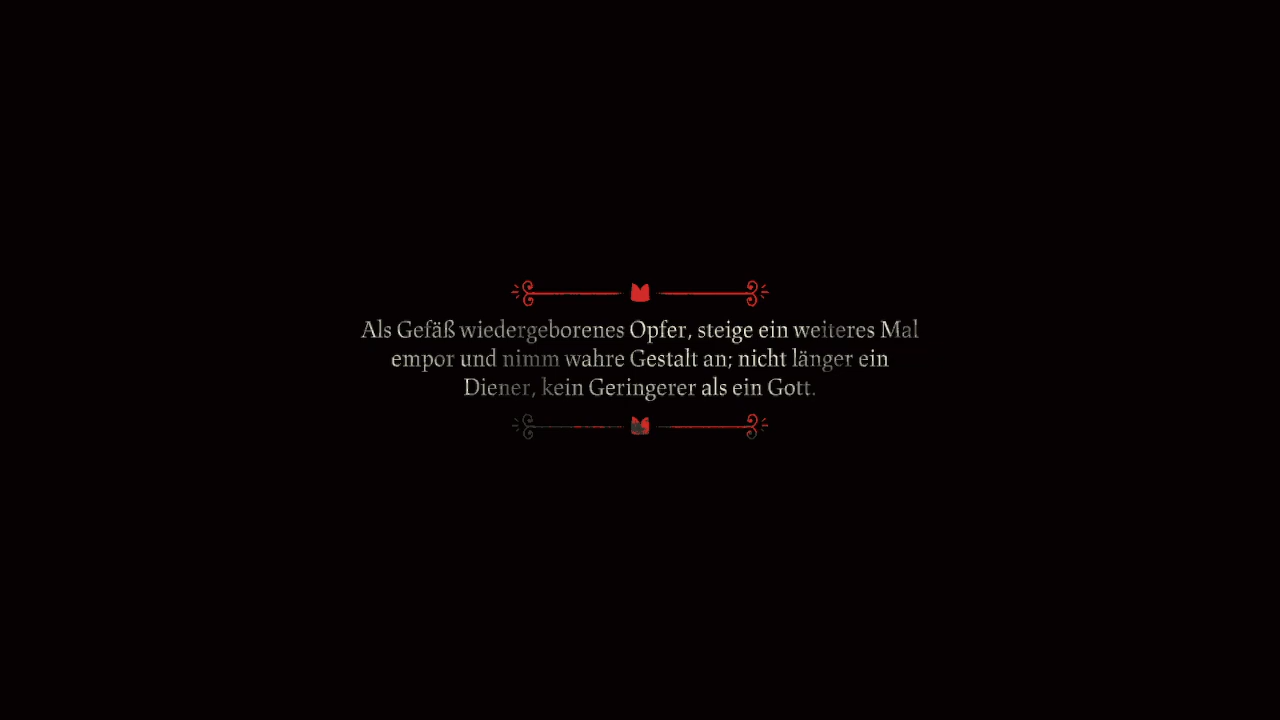 Als Gefäß wiedergeborenes Opfer, steige ein weiteres Mal
empor und nimm wahre Gestalt an; nicht länger ein
Diener, kein Geringerer als ein Gott.